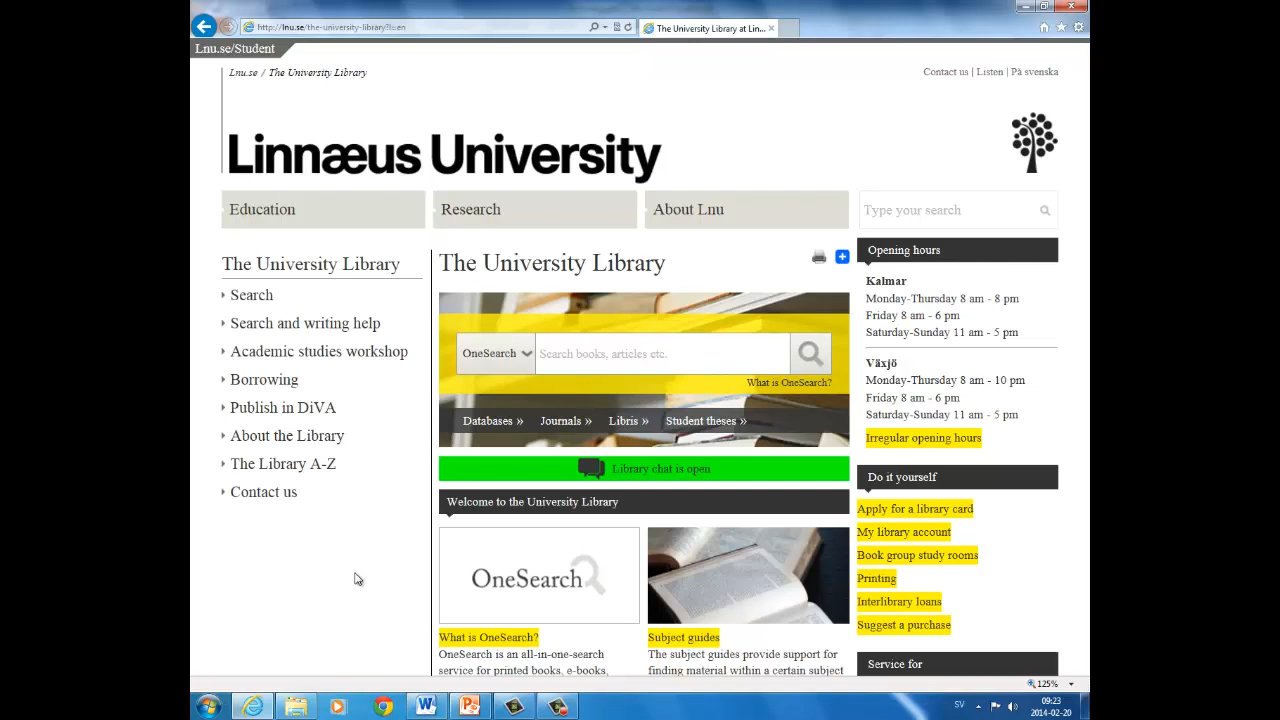 http://lnu.se/the-university-library?l=en
The University Library at Lin...
Lnu.se/Student
Lnu.se / The University Library
Contact us | Listen | På svenska
Linnæus University
Education
Research
About Lnu
Type your search
The University Library
Search
Search and writing help
Academic studies workshop
Borrowing
Publish in DiVA
About the Library
The Library A-Z
Contact us
The University Library
OneSearch
Search books, articles etc.
What is OneSearch?
Databases »
Journals »
Libris »
Student theses »
Library chat is open
Welcome to the University Library
OneSearch
What is OneSearch?
OneSearch is an all-in-one-search
service for printed books, e-books,
Subject guides
The subject guides provide support for
finding material within a certain subject
Opening hours
Kalmar
Monday-Thursday 8 am - 8 pm
Friday 8 am - 6 pm
Saturday-Sunday 11 am - 5 pm
Växjö
Monday-Thursday 8 am - 10 pm
Friday 8 am - 6 pm
Saturday-Sunday 11 am - 5 pm
Irregular opening hours
Do it yourself
Apply for a library card
My library account
Book group study rooms
Printing
Interlibrary loans
Suggest a purchase
Service for
125%
SV
09:23
2014-02-20